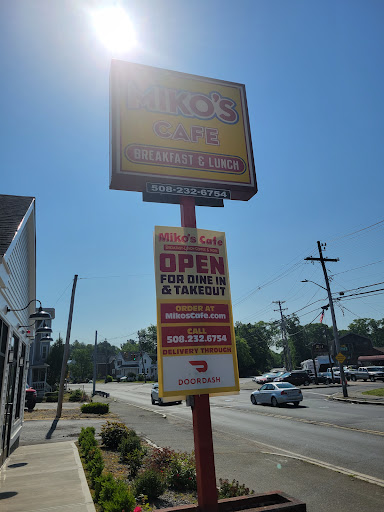 MIKO'S
CAFE
BREAKFAST & LUNCH
508-232-6754
Miko's Cafe
OPEN
FOR DINE IN
& TAKEOUT
ORDER AT
MikosCafe.com
CALL
508.232.6754
DELIVERY THROUGH
DOORDASH